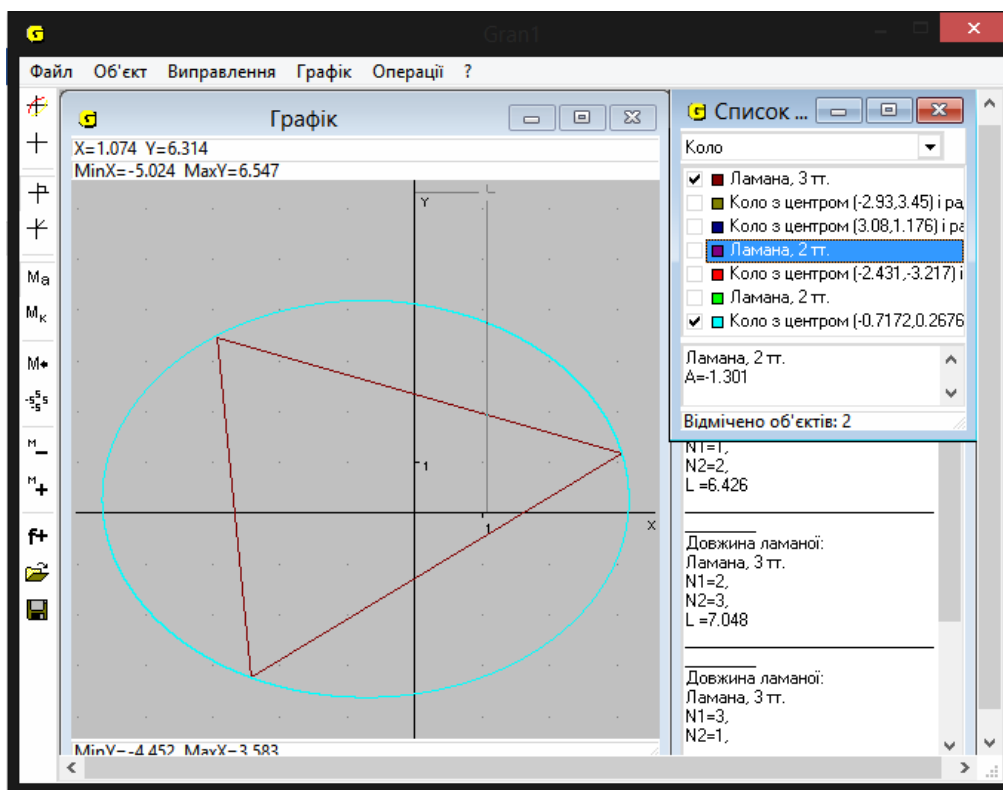 Gran1
Файл Об'єкт Виправлення Графік Операції ?
Графік
X=1.074 Y=6.314
MinX=-5.024 MaxY=6.547
Y
1
1
X
MinY=-4.452 MaxX=3.583
Ma
Mк
M
-5 5 5
M
M+
f+
Список ...
Коло
Ламана, 3 тт.
Коло з центром (-2.93,3.45) і ра
Коло з центром (3.08,1.176) і ра
Ламана, 2 тт.
Коло з центром (-2.431,-3.217) і
Ламана, 2 тт.
Коло з центром (-0.7172,0.2676
Ламана, 2 тт.
A=-1.301
Відмічено об'єктів: 2
N1=1,
N2=2,
L =6.426
Довжина ламаної:
Ламана, 3 тт.
N1=2,
N2=3,
L =7.048
Довжина ламаної:
Ламана, 3 тт.
N1=3,
N2=1,